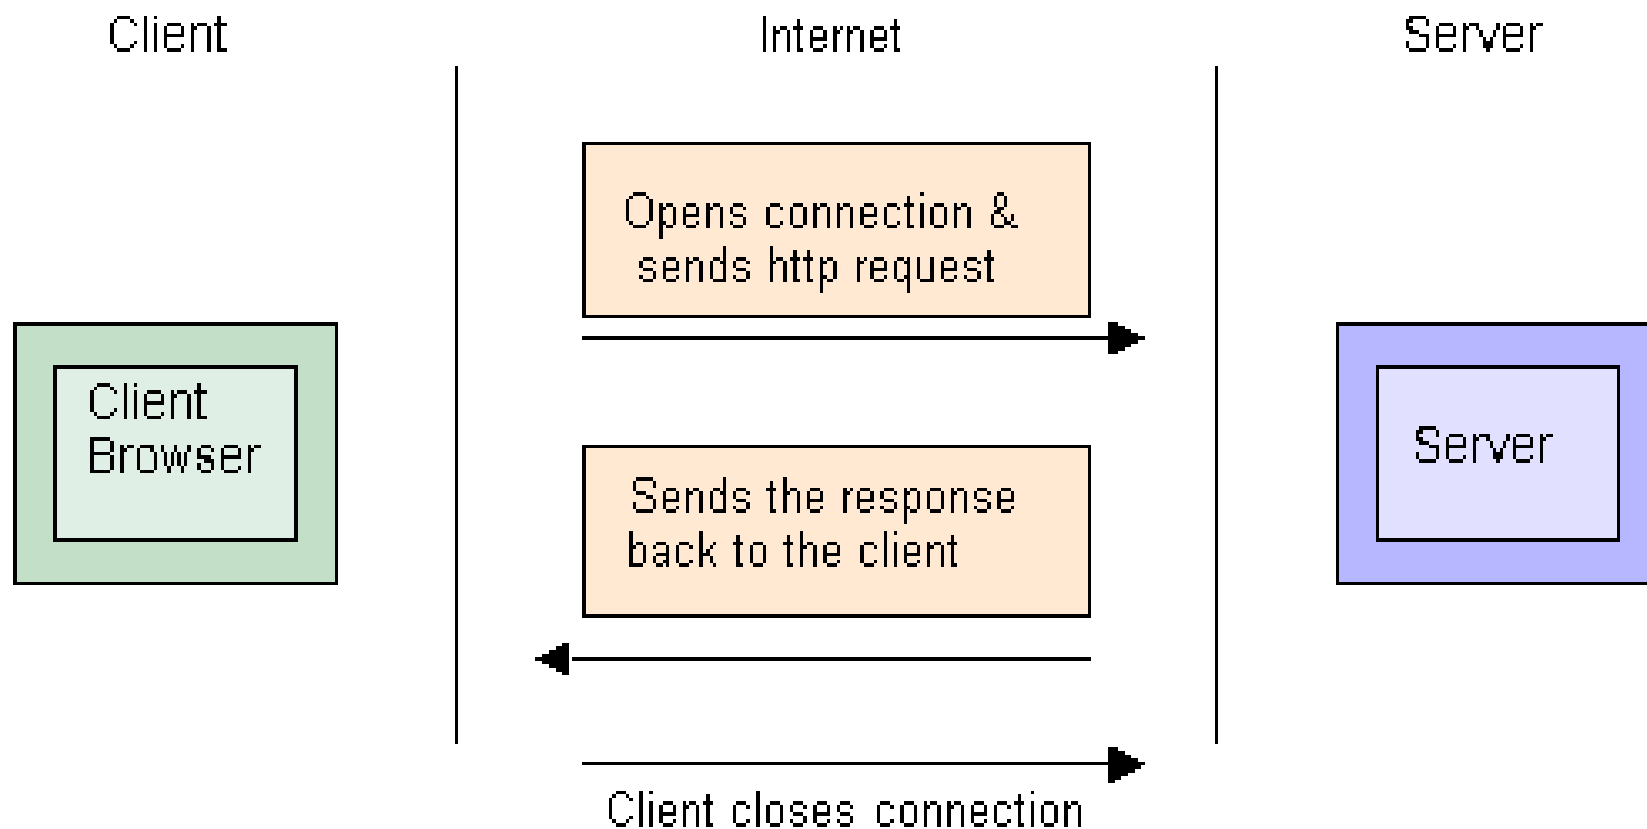 Client
Internet
Server
Opens connection &
sends http request
Client
Browser
Server
Sends the response
back to the client
Client closes connection